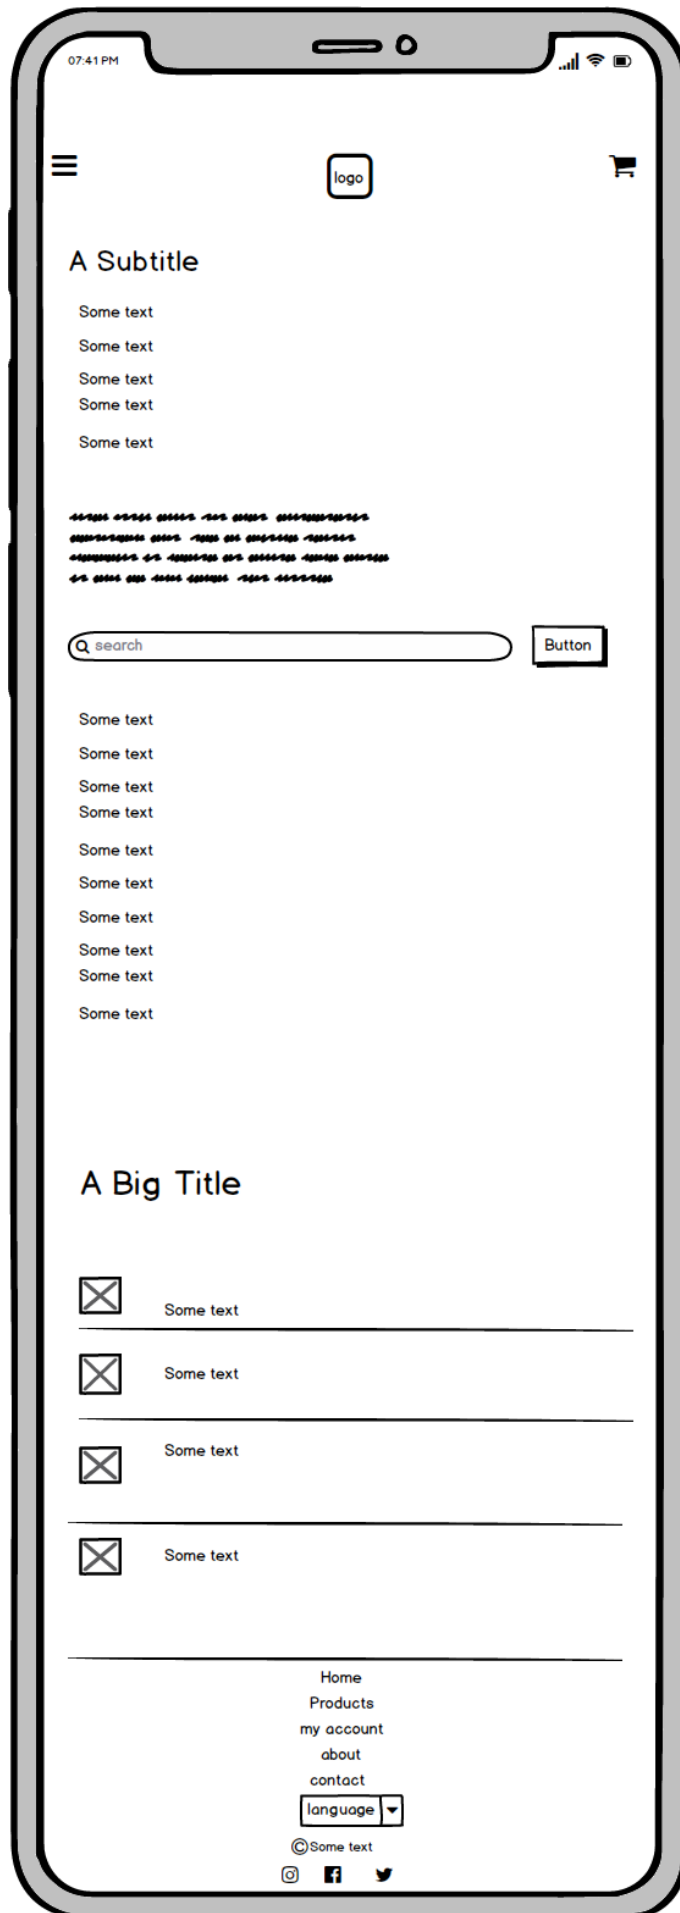 07:41 PM
logo
A Subtitle
Some text
Some text
Some text
Some text
Some text
search
Button
Some text
Some text
Some text
Some text
Some text
Some text
Some text
Some text
Some text
Some text
A Big Title
Some text
Some text
Some text
Some text
Home
Products
my account
about
contact
language
©Some text